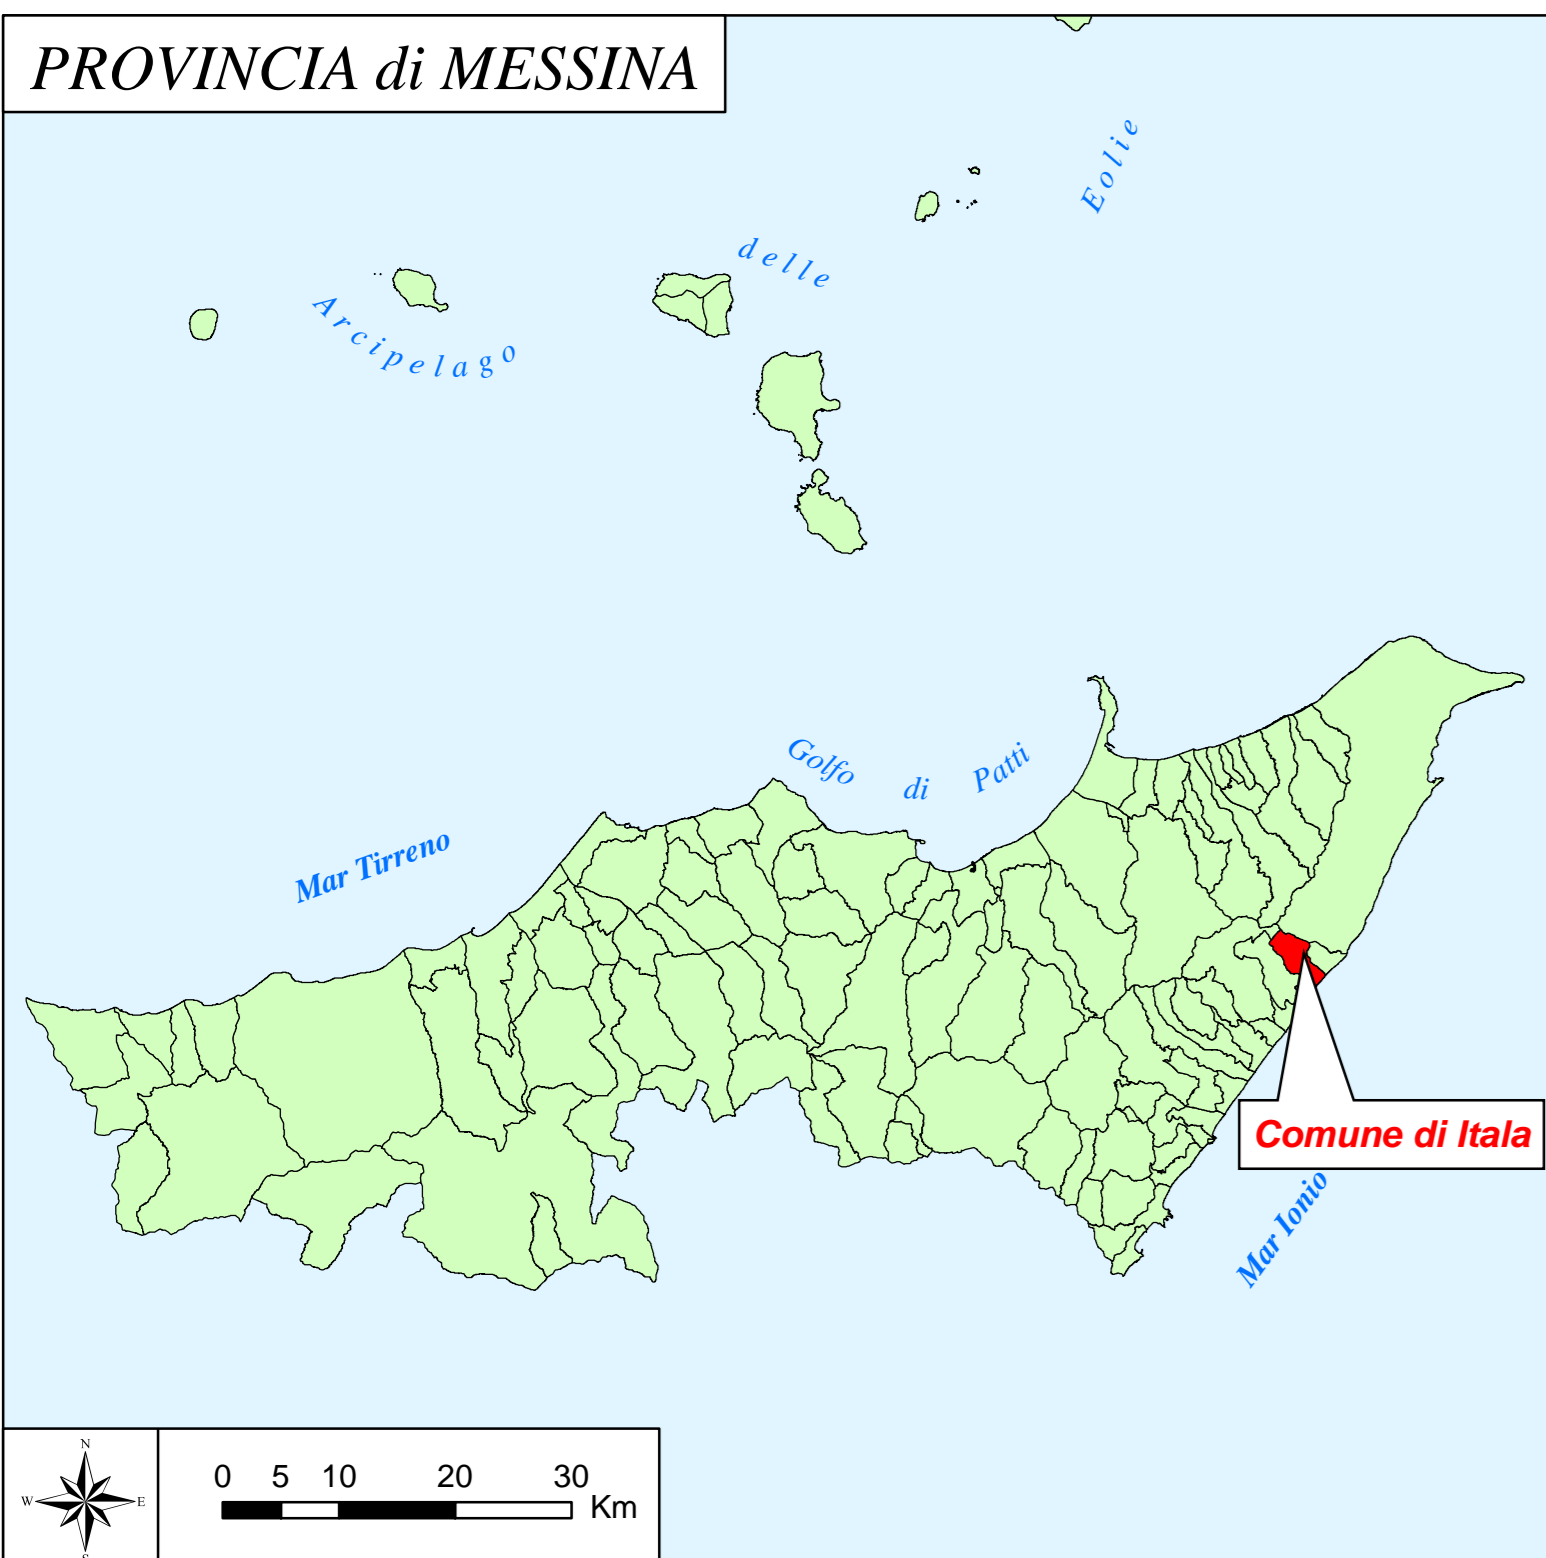 PROVINCIA di MESSINA
Arcipelago
delle
Eolie
Golfo di Patti
Mar Tirreno
Comune di Itala
Mar Ionio
N
W E
S
0 5 10 20 30
Km